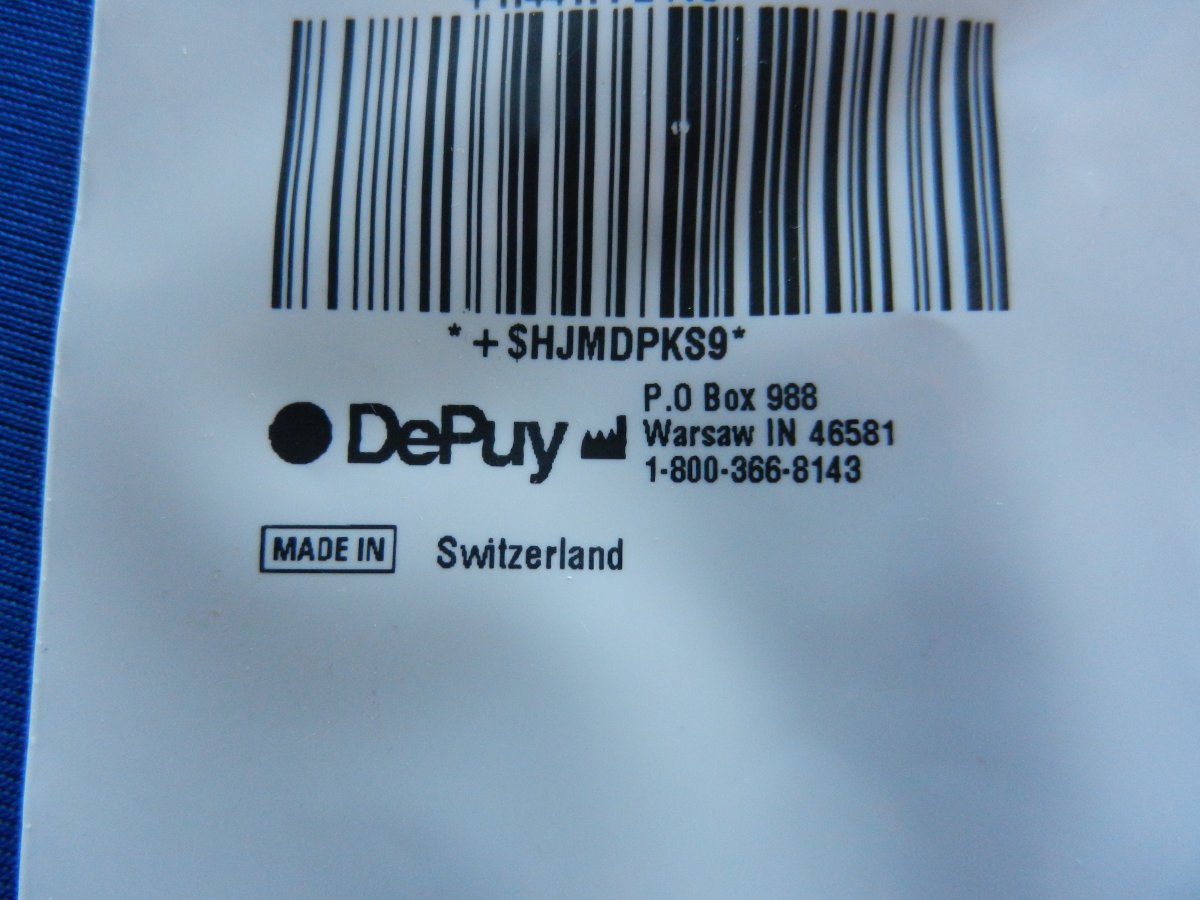 *+$HJMDPKS9*
DePuy
P.O Box 988
Warsaw IN 46581
1-800-366-8143
MADE IN Switzerland